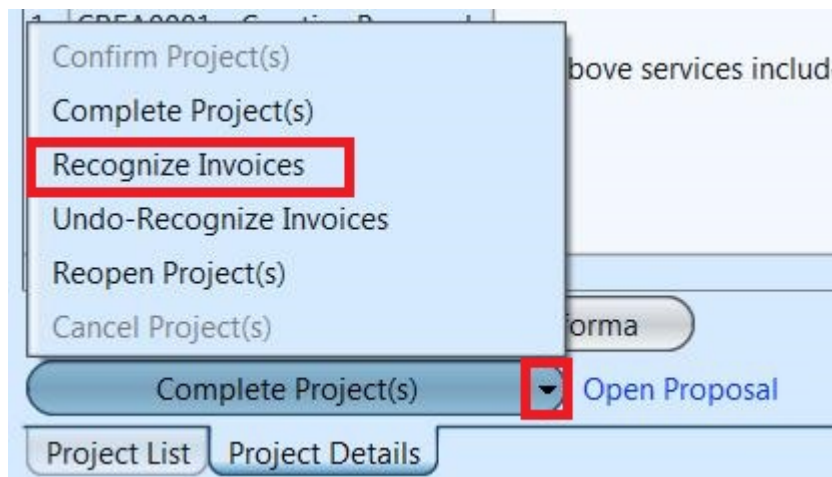 Confirm Project(s)
bove services includ
Complete Project(s)
Recognize Invoices
Undo-Recognize Invoices
Reopen Project(s)
Cancel Project(s)
orma
Complete Project(s)
Open Proposal
Project List
Project Details